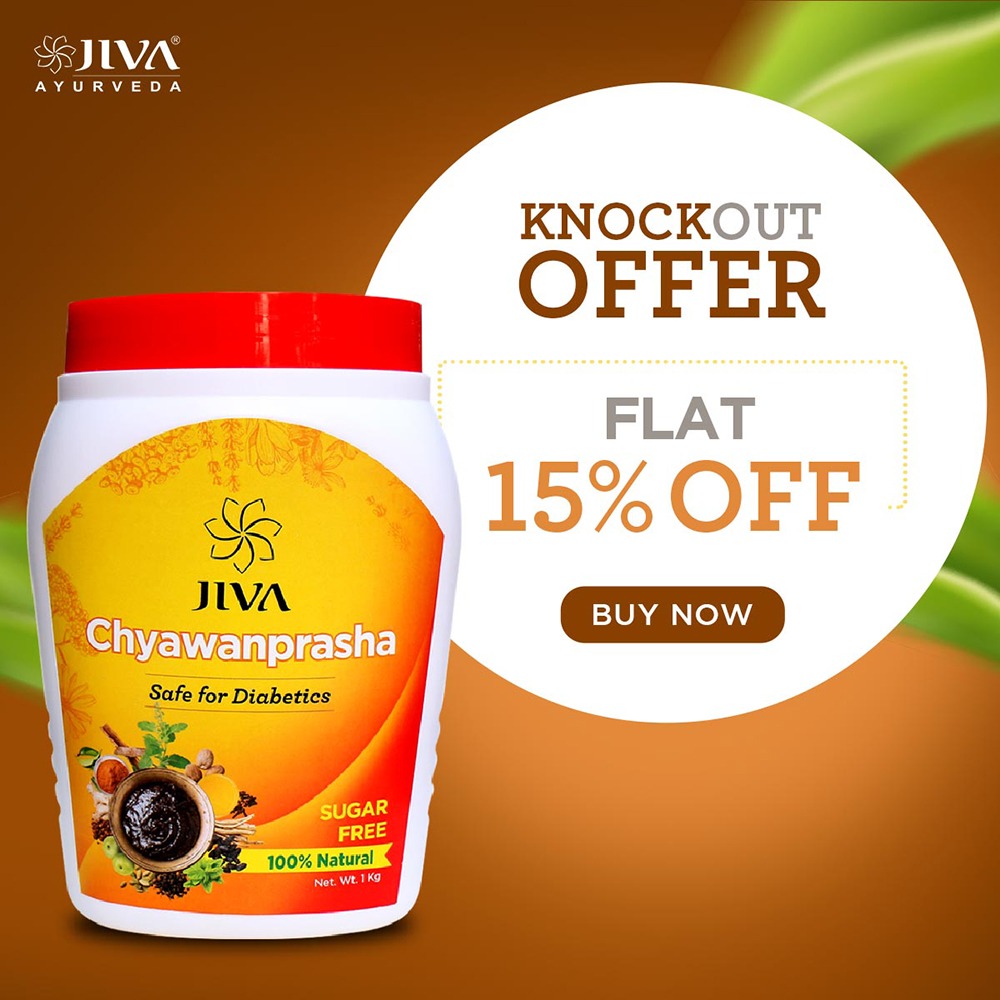 JIVA®
AYURVEDA
KNOCKOUT
OFFER
FLAT
15% OFF
BUY NOW
JIVA
Chyawanprasha
Safe for Diabetics
SUGAR
FREE
100% Natural
Net. Wt. 1 Kg